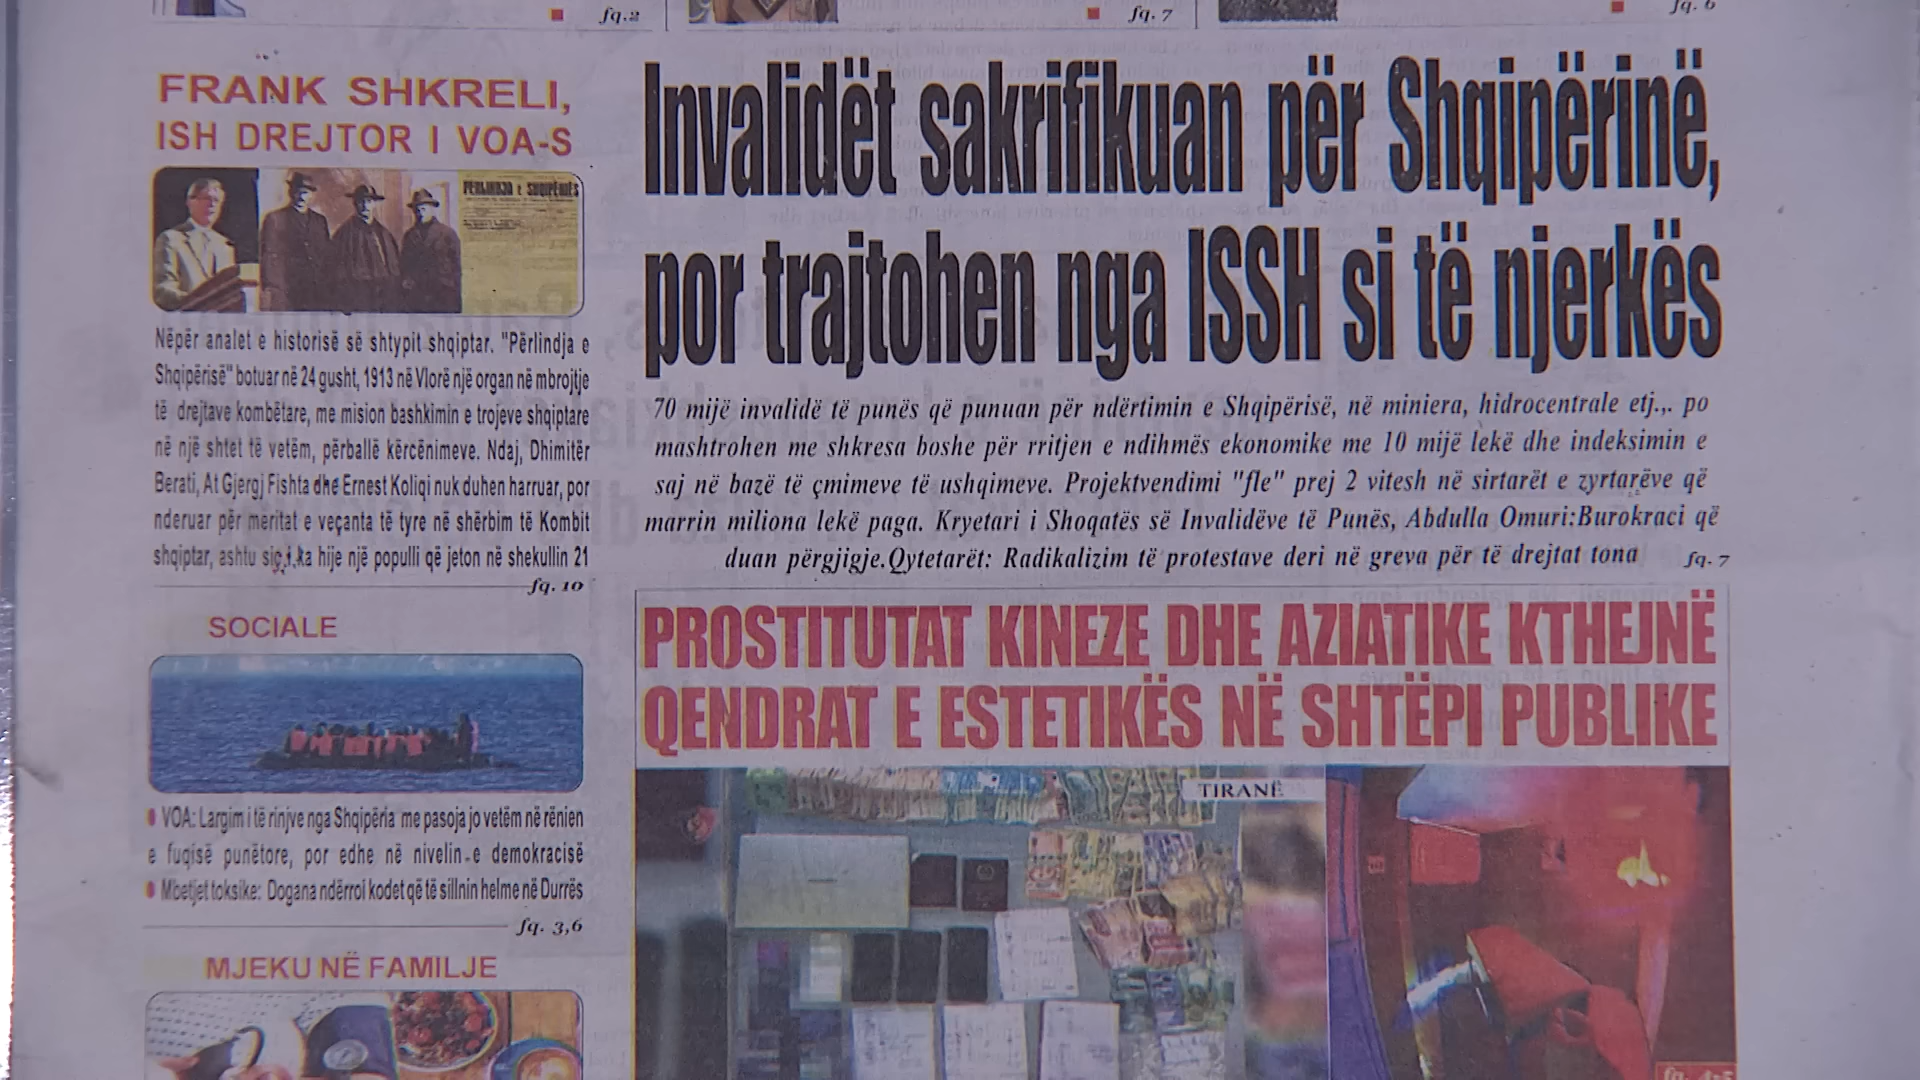 fq.2
fq. 7
fq. 6
FRANK SHKRELI,
ISH DREJTOR I VOA-S
PERLINDJA e SHQIPËNIËS
Nëpër analet e historisë së shtypit shqiptar. "Përlindja e
Shqipërisë" botuar në 24 gusht, 1913 në Vlorë një organ në mbrojtje
të drejtave kombëtare, me mision bashkimin e trojeve shqiptare
në një shtet të vetëm, përballë kërcënimeve. Ndaj, Dhimitër
Berati, At Gjergj Fishta dhe Ernest Koliqi nuk duhen harruar, por
nderuar për meritat e veçanta të tyre në shërbim të Kombit
shqiptar, ashtu siç i ka hije një populli që jeton në shekullin 21
fq. 10
SOCIALE
VOA: Largimi i të rinjve nga Shqipëria me pasoja jo vetëm në rënien
e fuqisë punëtore, por edhe në nivelin e demokracisë
Mbetjet toksike: Dogana ndërroi kodet që të sillnin helme në Durrës
fq. 3,6
MJEKU NË FAMILJE
Invalidët sakrifikuan për Shqipërinë,
por trajtohen nga ISSH si të njerkës
70 mijë invalidë të punës që punuan për ndërtimin e Shqipërisë, në miniera, hidrocentrale etj.,. po
mashtrohen me shkresa boshe për rritjen e ndihmës ekonomike me 10 mijë lekë dhe indeksimin e
saj në bazë të çmimeve të ushqimeve. Projektvendimi "fle" prej 2 vitesh në sirtarët e zyrtarëve që
marrin miliona lekë paga. Kryetari i Shoqatës së Invalidëve të Punës, Abdulla Omuri:Burokraci që
duan përgjigje.Qytetarët: Radikalizim të protestave deri në greva për të drejtat tona
fq. 7
PROSTITUTAT KINEZE DHE AZIATIKE KTHEJNË
QENDRAT E ESTETIKËS NË SHTËPI PUBLIKE
TIRANË
fq. 4-5